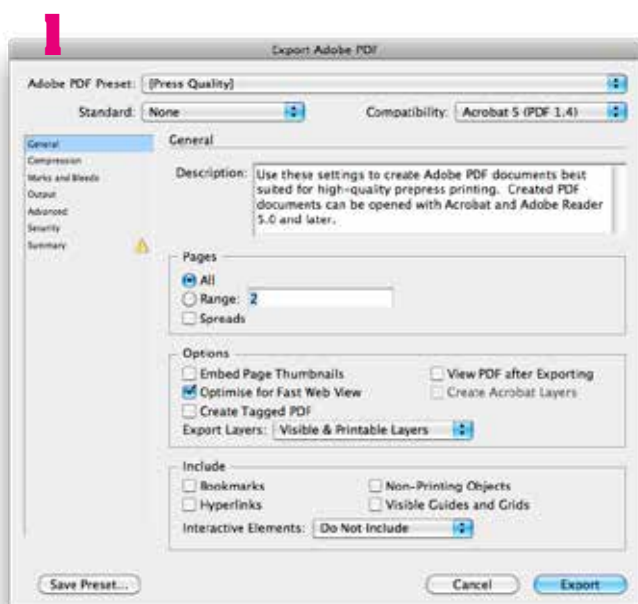 1
Export Adobe PDF
Adobe PDF Preset: [Press Quality]
Standard: None Compatibility: Acrobat 5 (PDF 1.4)
General
Compression
Marks and Bleeds
Output
Advanced
Security
Summary
General
Description: Use these settings to create Adobe PDF documents best
suited for high-quality prepress printing. Created PDF
documents can be opened with Acrobat and Adobe Reader
5.0 and later.
Pages
All
Range: 2
Spreads
Options
Embed Page Thumbnails View PDF after Exporting
Optimise for Fast Web View Create Acrobat Layers
Create Tagged PDF
Export Layers: Visible & Printable Layers
Include
Bookmarks Non-Printing Objects
Hyperlinks Visible Guides and Grids
Interactive Elements: Do Not Include
Save Preset... Cancel Export